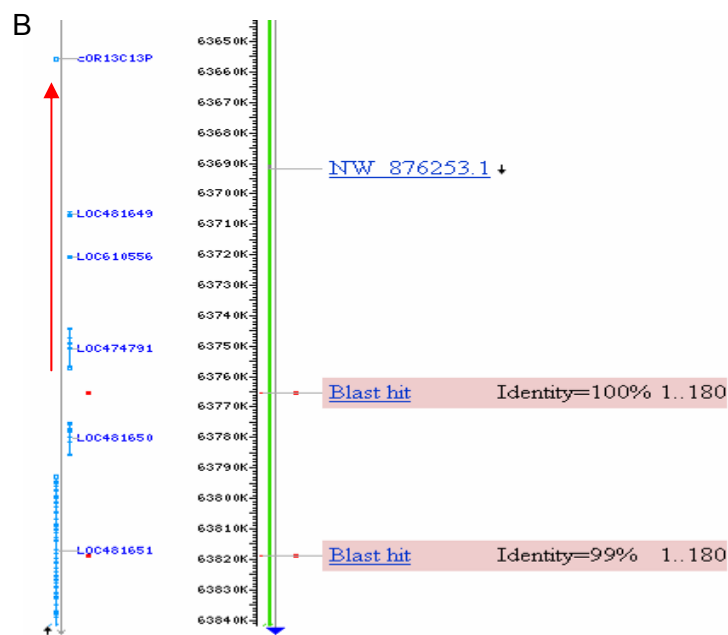 B
cOR13C13P
LOC481649
LOC610556
LOC474791
LOC481650
LOC481651
63650K
63660K
63670K
63680K
63690K
63700K
63710K
63720K
63730K
63740K
63750K
63760K
63770K
63780K
63790K
63800K
63810K
63820K
63830K
63840K
NW_876253.1
Blast hit Identity=100% 1..180
Blast hit Identity=99% 1..180